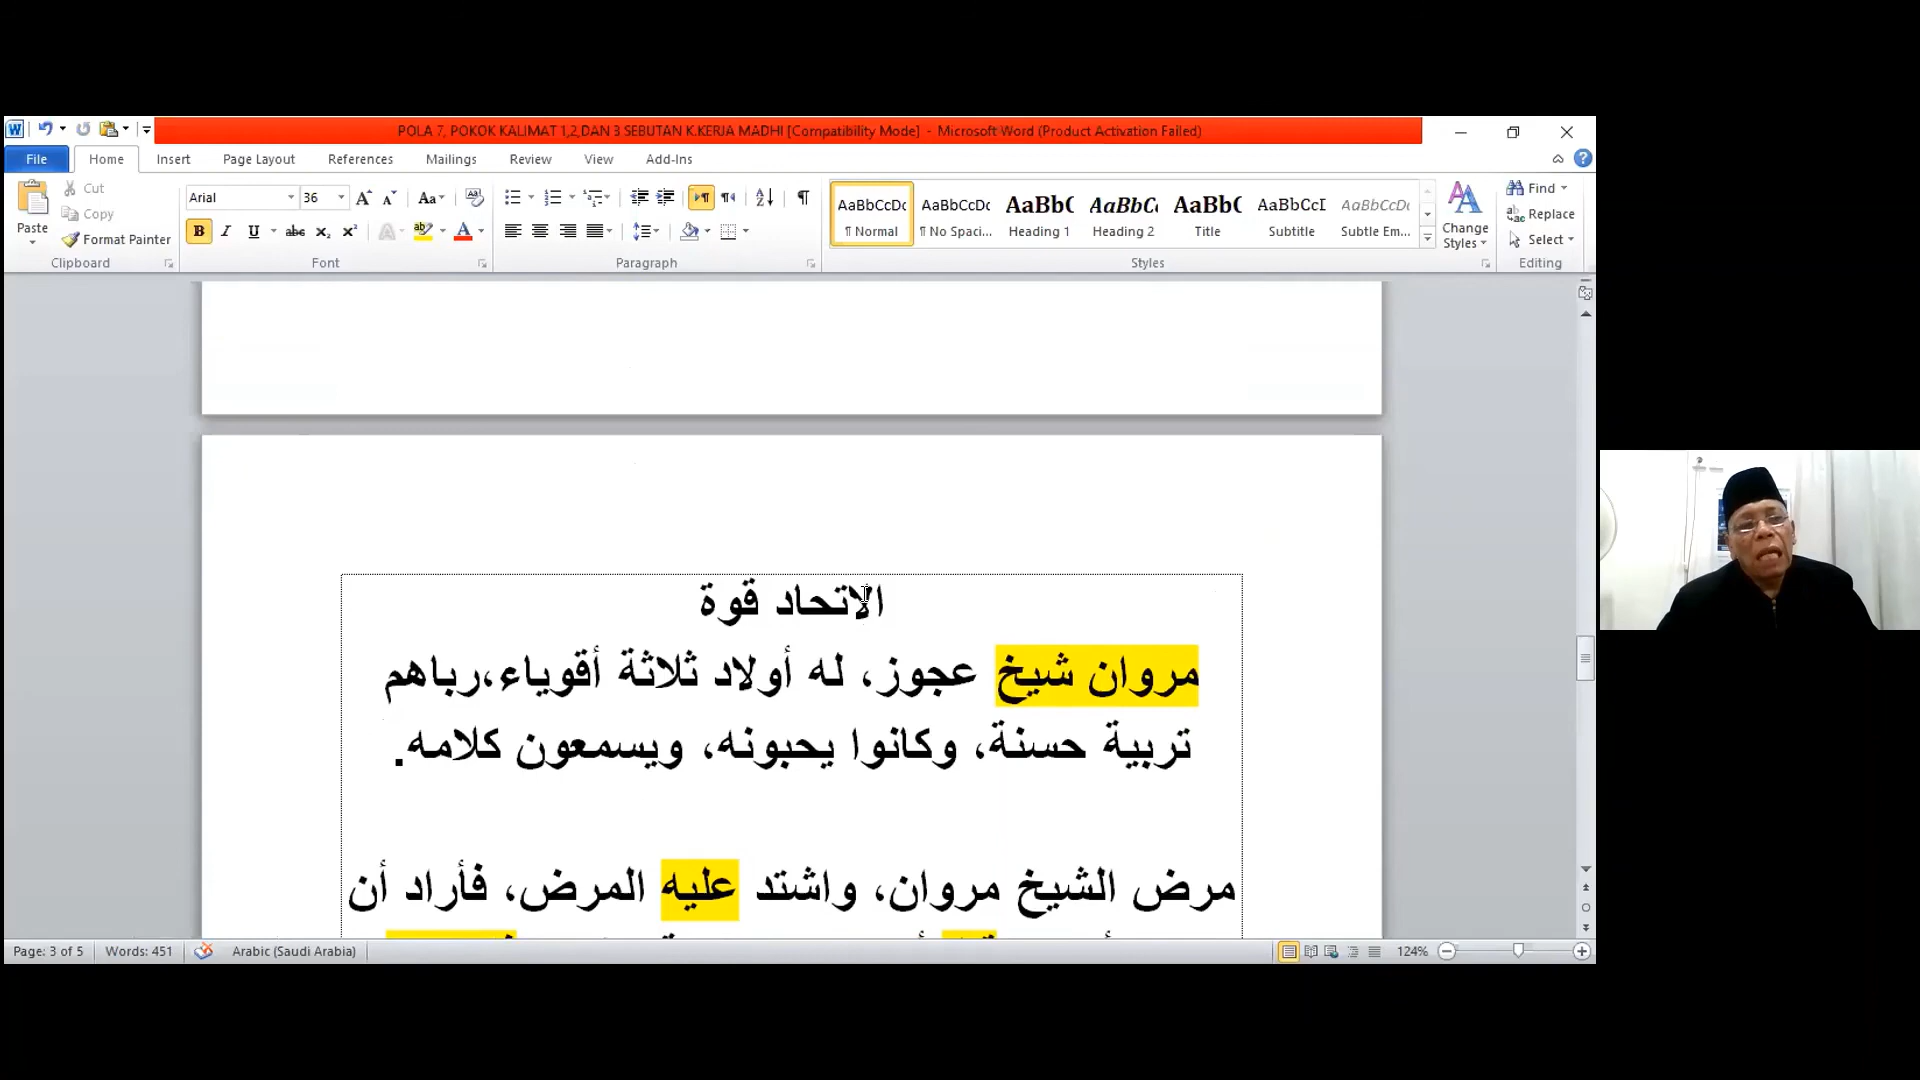 POLA 7, POKOK KALIMAT 1,2,DAN 3 SEBUTAN K.KERJA MADHI [Compatibility Mode] - Microsoft Word (Product Activation Failed)
File Home Insert Page Layout References Mailings Review View Add-Ins
Paste
Cut
Copy
Format Painter
Clipboard
Arial 36
Font
Paragraph
AaBbCcDc AaBbCcDc AaBbC AaBbC AaBbC AaBbCcI AaBbCcDc
¶ Normal ¶ No Spaci... Heading 1 Heading 2 Title Subtitle Subtle Em...
Styles
Change Styles
Find
Replace
Select
Editing
الاتحاد قوة
مروان شيخ عجوز، له أولاد ثلاثة أقوياء،رباهم
تربية حسنة، وكانوا يحبونه، ويسمعون كلامه.
مرض الشيخ مروان، واشتد عليه المرض، فأراد أن
Page: 3 of 5 Words: 451 Arabic (Saudi Arabia) 124%